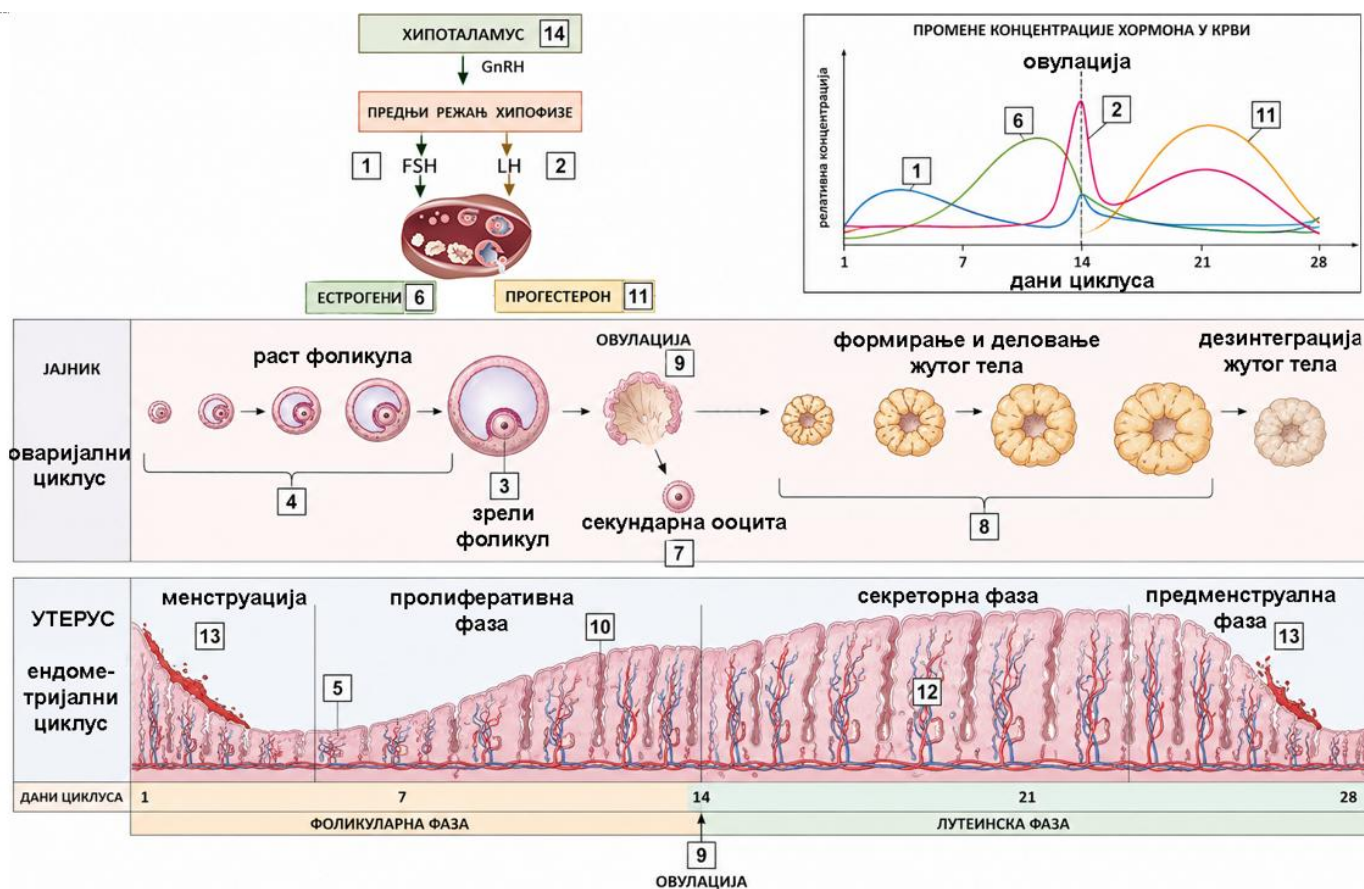 ХИПОТАЛАМУС 14
GnRH
ПРЕДЊИ РЕЖАЊ ХИПОФИЗЕ
1 FSH LH 2
ЕСТРОГЕНИ 6
ПРОГЕСТЕРОН 11
ПРОМЕНЕ КОНЦЕНТРАЦИЈЕ ХОРМОНА У КРВИ
релативна концентрација
овулација
6
2
11
1
1 7 14 21 28
дани циклуса
ЈАЈНИК
оваријални
циклус
раст фоликула
4
3
зрели
фоликул
ОВУЛАЦИЈА
9
секундарна ооцита
7
формирање и деловање
жутог тела
8
дезинтеграција
жутог тела
УТЕРУС
ендоме-
тријални
циклус
менструација
13
пролиферативна
фаза
10
5
секреторна фаза
12
предменструална
фаза
13
ДАНИ ЦИКЛУСА 1 7 14 21 28
ФОЛИКУЛАРНА ФАЗА
ЛУТЕИНСКА ФАЗА
9
ОВУЛАЦИЈА